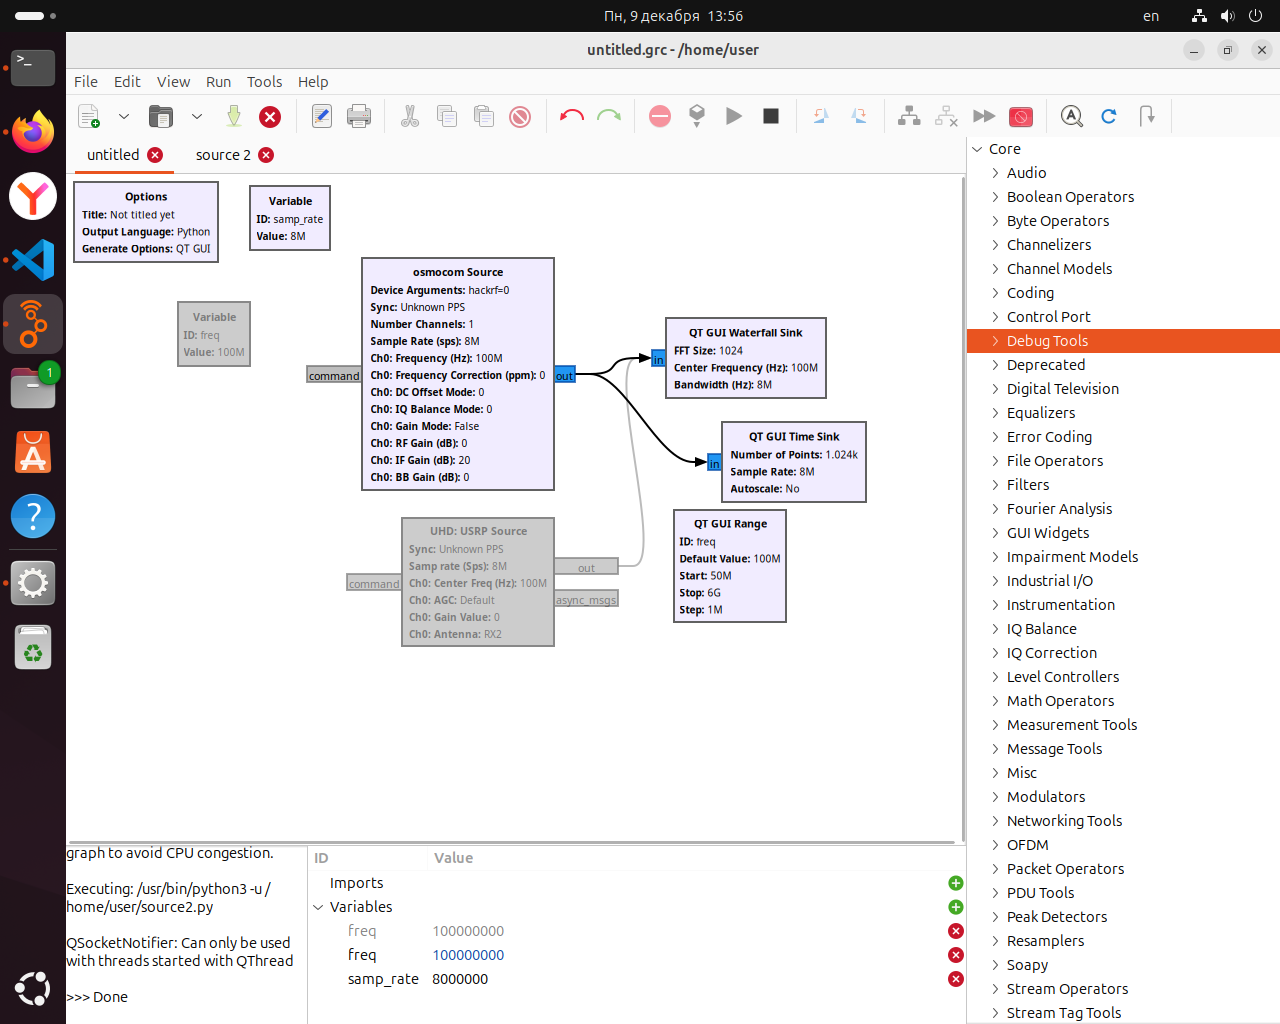 Пн, 9 декабря 13:56
en
untitled.grc - /home/user
File Edit View Run Tools Help
untitled
source 2
Options
Title: Not titled yet
Output Language: Python
Generate Options: QT GUI
Variable
ID: samp_rate
Value: 8M
Variable
ID: freq
Value: 100M
osmocom Source
Device Arguments: hackrf=0
Sync: Unknown PPS
Number Channels: 1
Sample Rate (sps): 8M
Ch0: Frequency (Hz): 100M
Ch0: Frequency Correction (ppm): 0
Ch0: DC Offset Mode: 0
Ch0: IQ Balance Mode: 0
Ch0: Gain Mode: False
Ch0: RF Gain (dB): 0
Ch0: IF Gain (dB): 20
Ch0: BB Gain (dB): 0
command
out
in
QT GUI Waterfall Sink
FFT Size: 1024
Center Frequency (Hz): 100M
Bandwidth (Hz): 8M
in
QT GUI Time Sink
Number of Points: 1.024k
Sample Rate: 8M
Autoscale: No
QT GUI Range
ID: freq
Default Value: 100M
Start: 50M
Stop: 6G
Step: 1M
UHD: USRP Source
Sync: Unknown PPS
Samp rate (Sps): 8M
Ch0: Center Freq (Hz): 100M
Ch0: AGC: Default
Ch0: Gain Value: 0
Ch0: Antenna: RX2
command
out
async_msgs
1
graph to avoid CPU congestion.
Executing: /usr/bin/python3 -u /
home/user/source2.py
QSocketNotifier: Can only be used
with threads started with QThread
>>> Done
ID Value
Imports
Variables
freq 100000000
freq 100000000
samp_rate 8000000
Core
Audio
Boolean Operators
Byte Operators
Channelizers
Channel Models
Coding
Control Port
Debug Tools
Deprecated
Digital Television
Equalizers
Error Coding
File Operators
Filters
Fourier Analysis
GUI Widgets
Impairment Models
Industrial I/O
Instrumentation
IQ Balance
IQ Correction
Level Controllers
Math Operators
Measurement Tools
Message Tools
Misc
Modulators
Networking Tools
OFDM
Packet Operators
PDU Tools
Peak Detectors
Resamplers
Soapy
Stream Operators
Stream Tag Tools